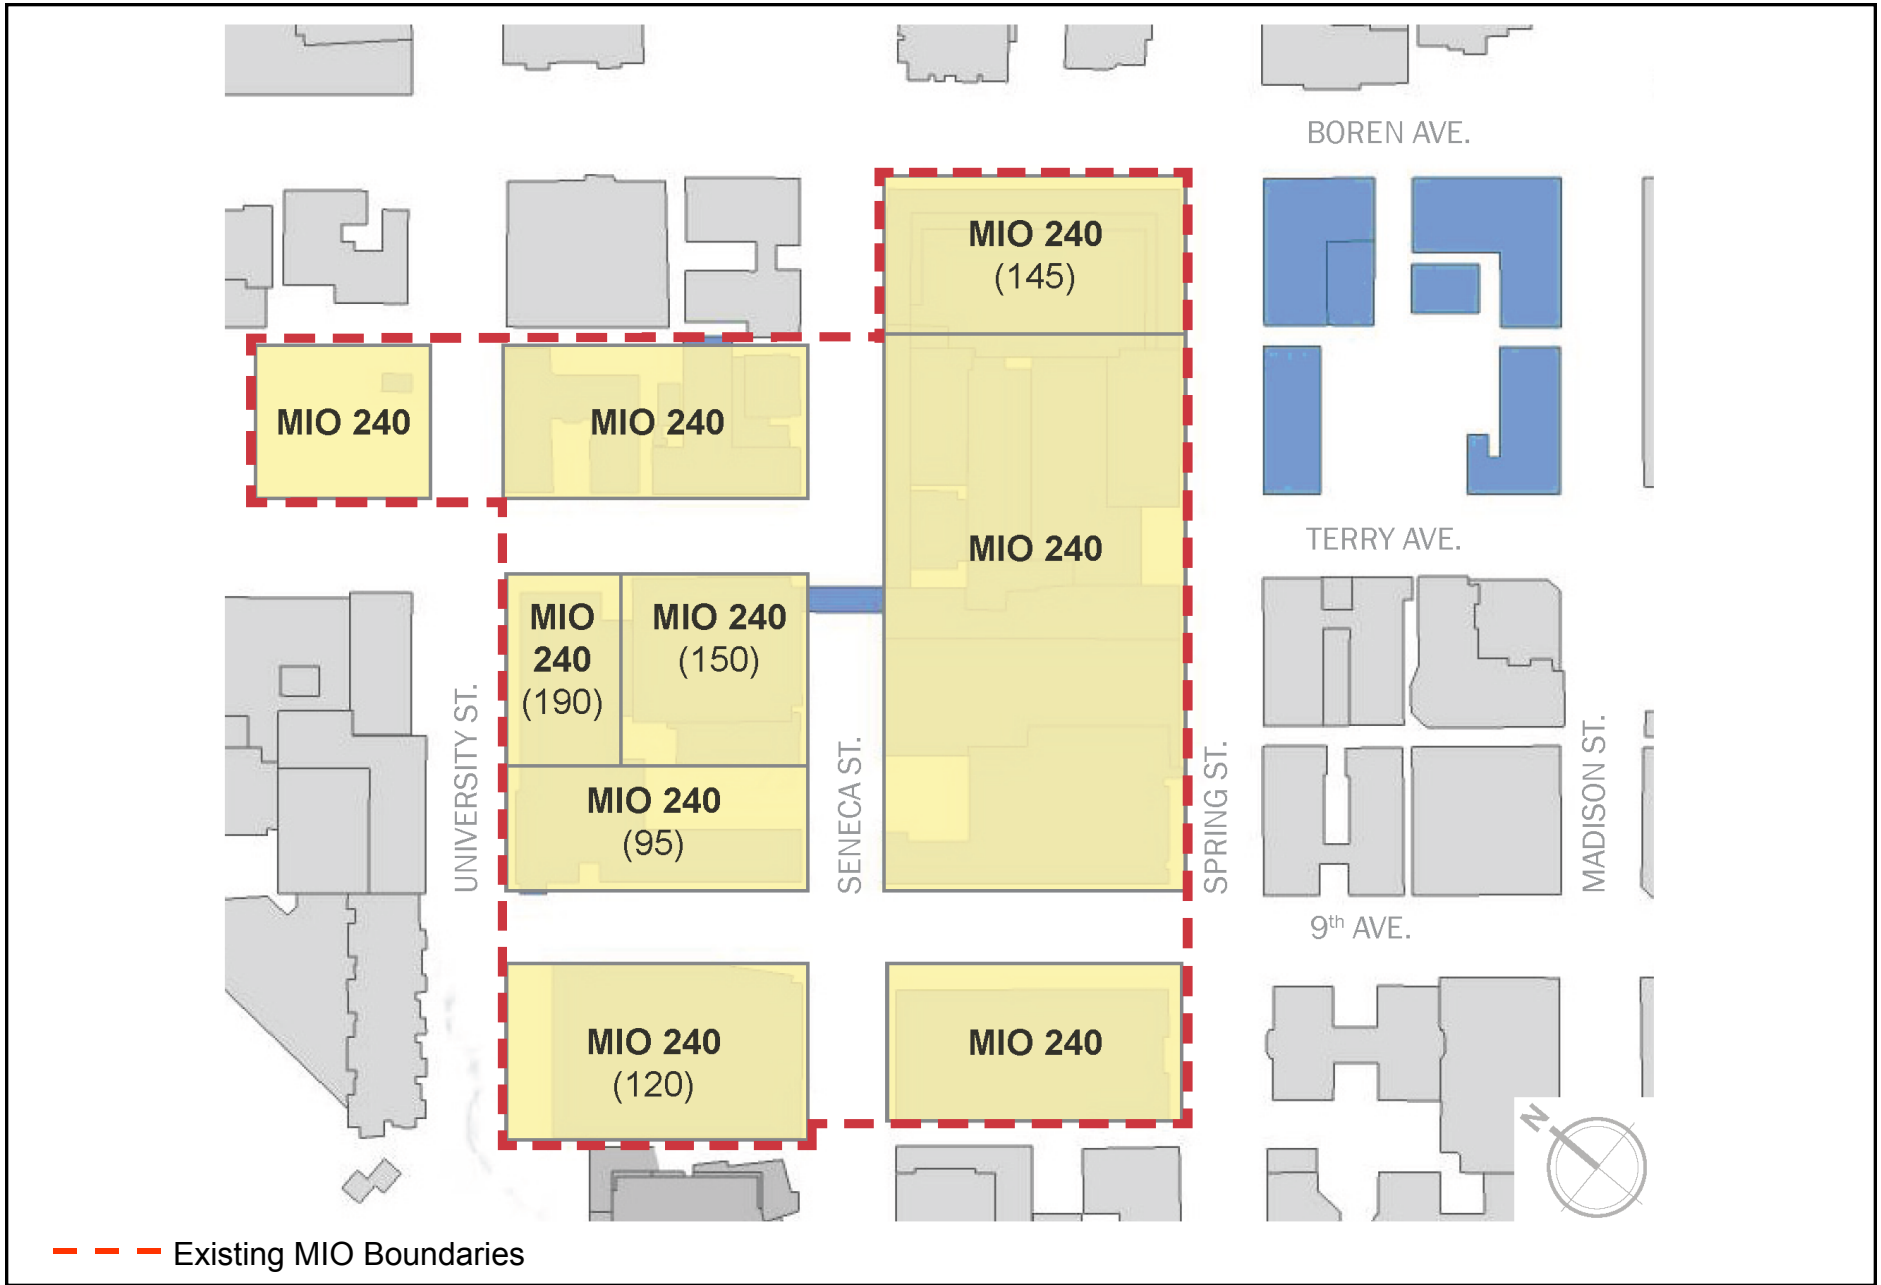 BOREN AVE.
MIO 240
(145)
MIO 240
MIO 240
MIO 240
TERRY AVE.
MIO
240
(190)
MIO 240
(150)
UNIVERSITY ST.
SENECA ST.
SPRING ST.
MADISON ST.
MIO 240
(95)
9th AVE.
MIO 240
(120)
MIO 240
N
Existing MIO Boundaries